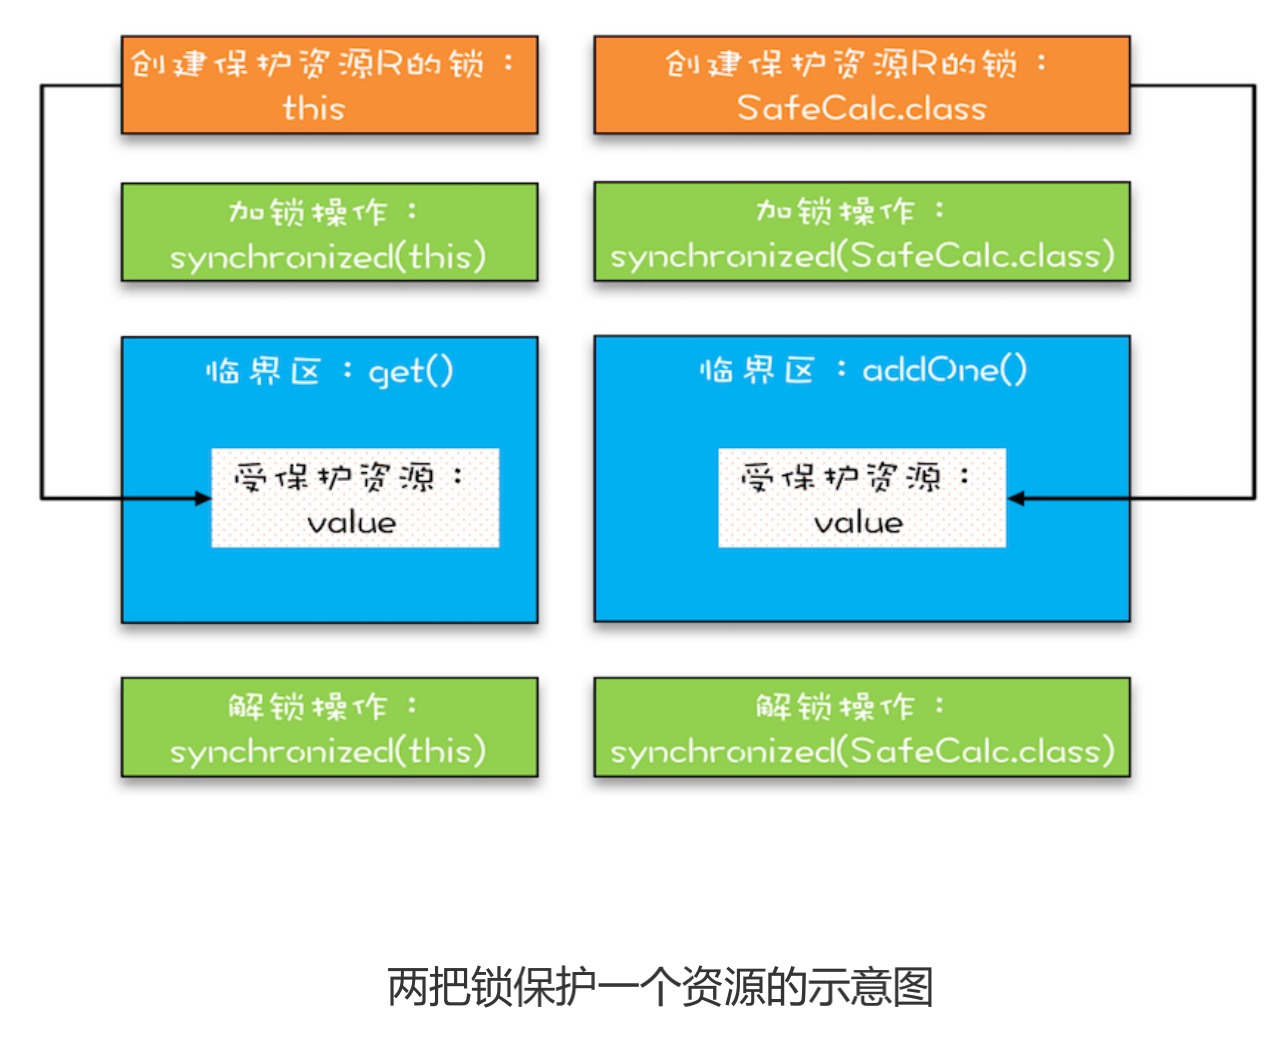 创建保护资源R的锁：
this
创建保护资源R的锁：
SafeCalc.class
加锁操作：
synchronized(this)
加锁操作：
synchronized(SafeCalc.class)
临界区：get()
受保护资源：
value
临界区：addOne()
受保护资源：
value
解锁操作：
synchronized(this)
解锁操作：
synchronized(SafeCalc.class)
两把锁保护一个资源的示意图